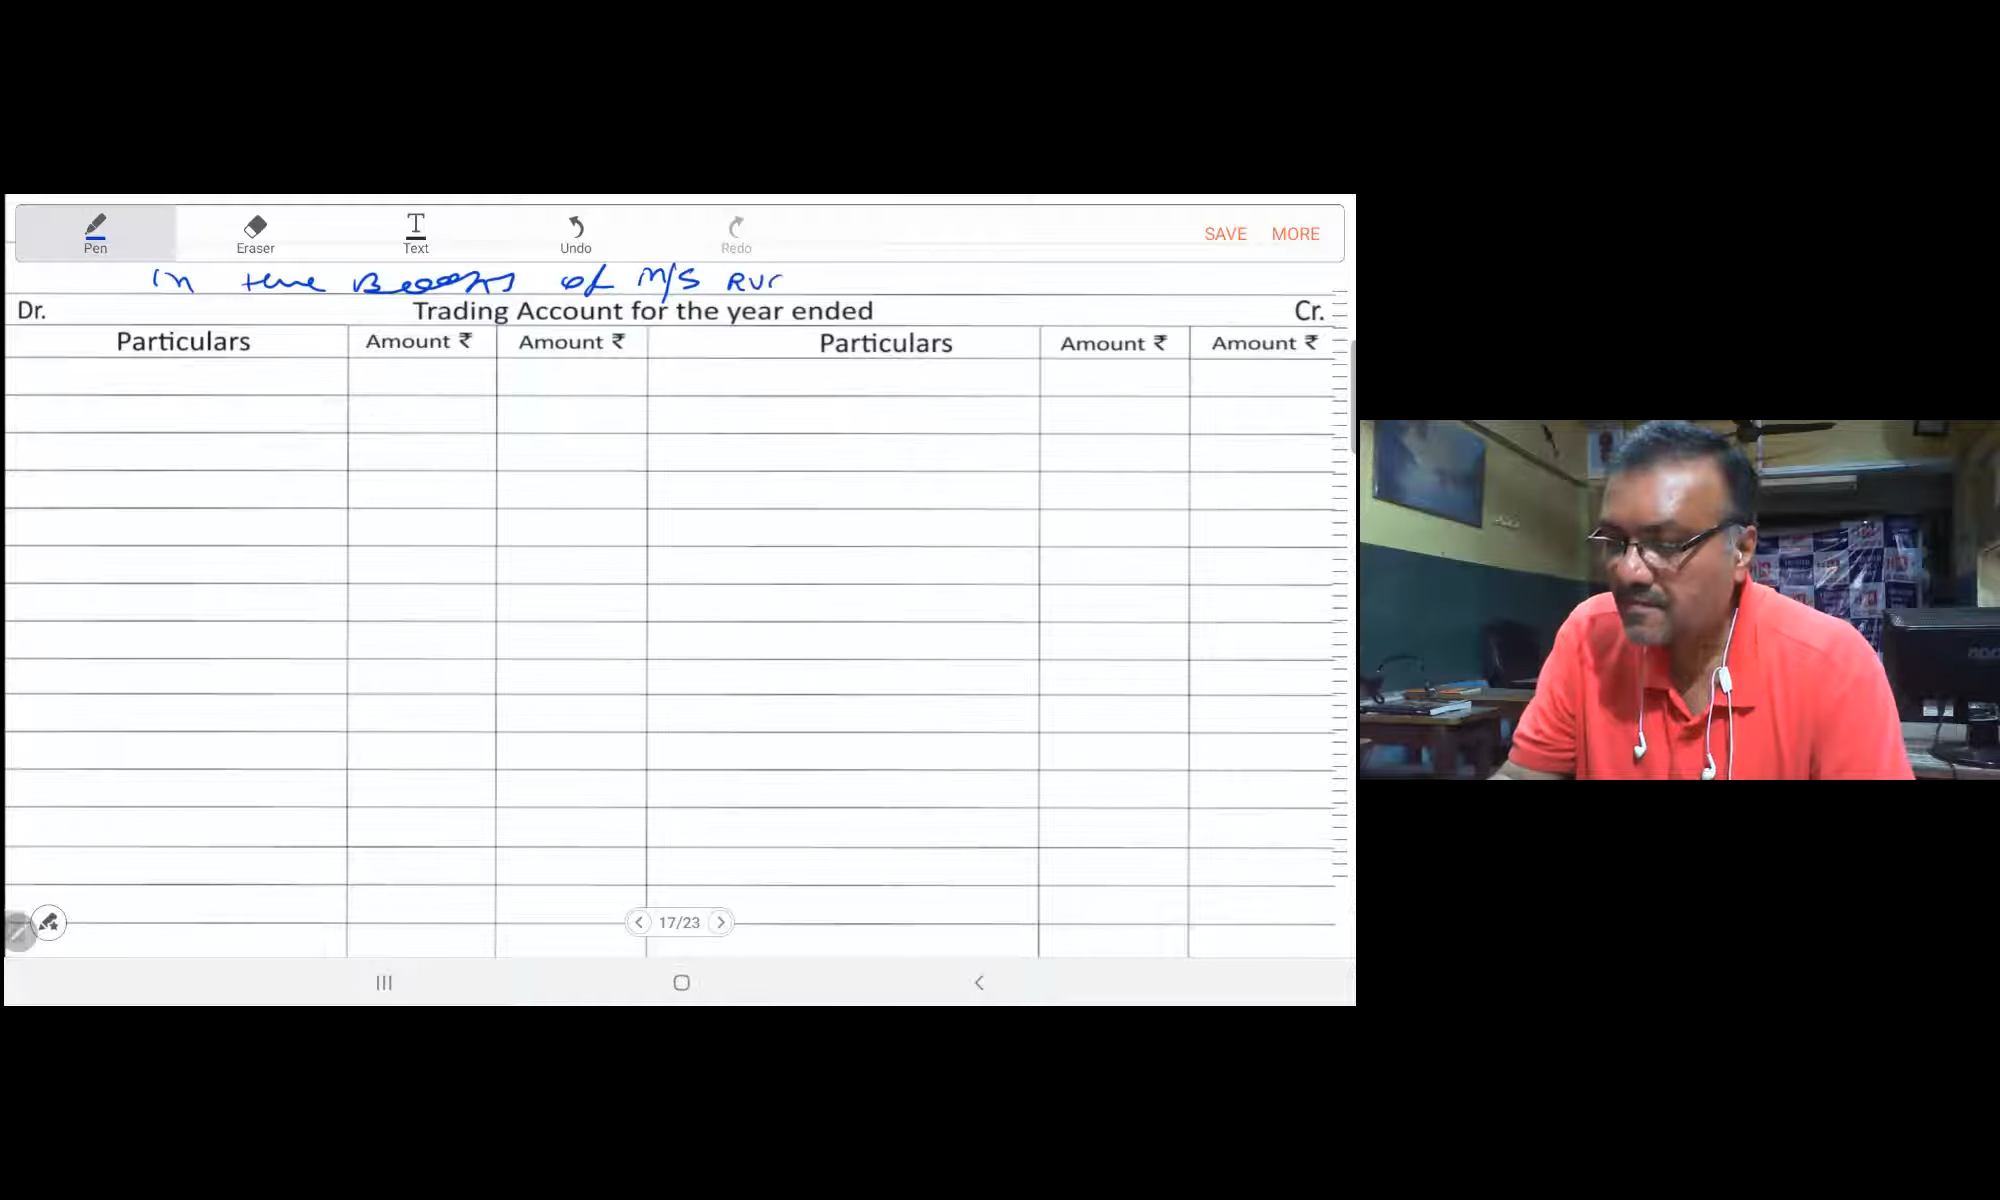 Pen Eraser Text Undo Redo SAVE MORE
in the Books of M/S RVr
Dr. Trading Account for the year ended Cr.
Particulars Amount ₹ Amount ₹ Particulars Amount ₹ Amount ₹
17/23